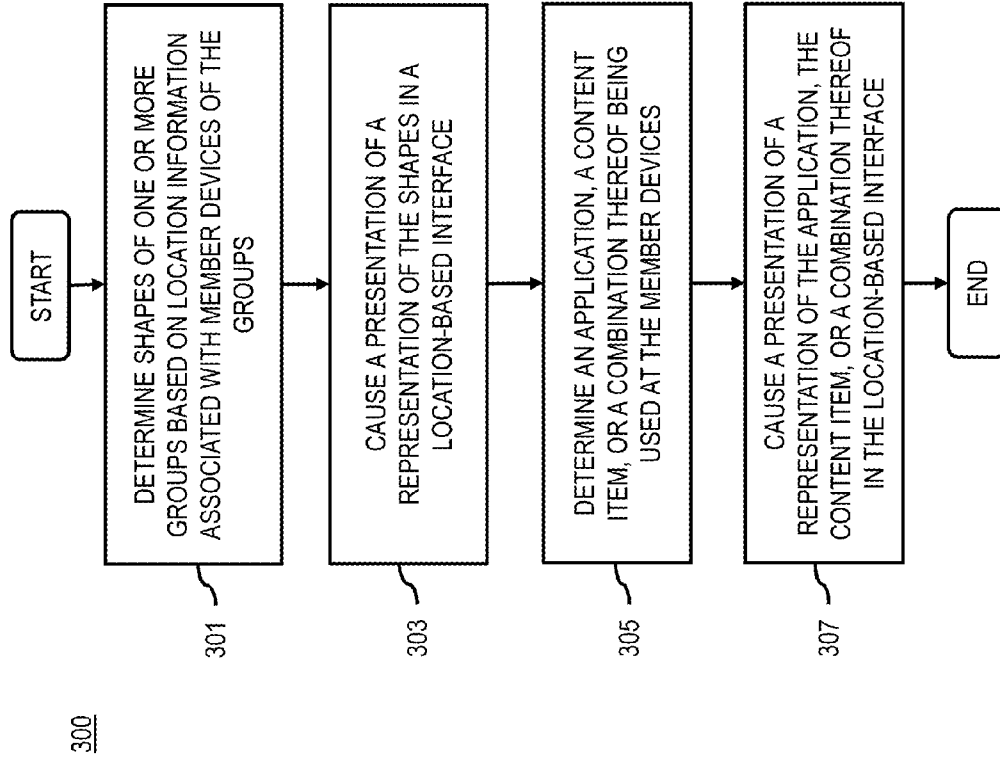 300
START
DETERMINE SHAPES OF ONE OR MORE
GROUPS BASED ON LOCATION INFORMATION
ASSOCIATED WITH MEMBER DEVICES OF THE
GROUPS
301
CAUSE A PRESENTATION OF A
REPRESENTATION OF THE SHAPES IN A
LOCATION-BASED INTERFACE
303
DETERMINE AN APPLICATION, A CONTENT
ITEM, OR A COMBINATION THEREOF BEING
USED AT THE MEMBER DEVICES
305
CAUSE A PRESENTATION OF A
REPRESENTATION OF THE APPLICATION, THE
CONTENT ITEM, OR A COMBINATION THEREOF
IN THE LOCATION-BASED INTERFACE
307
END